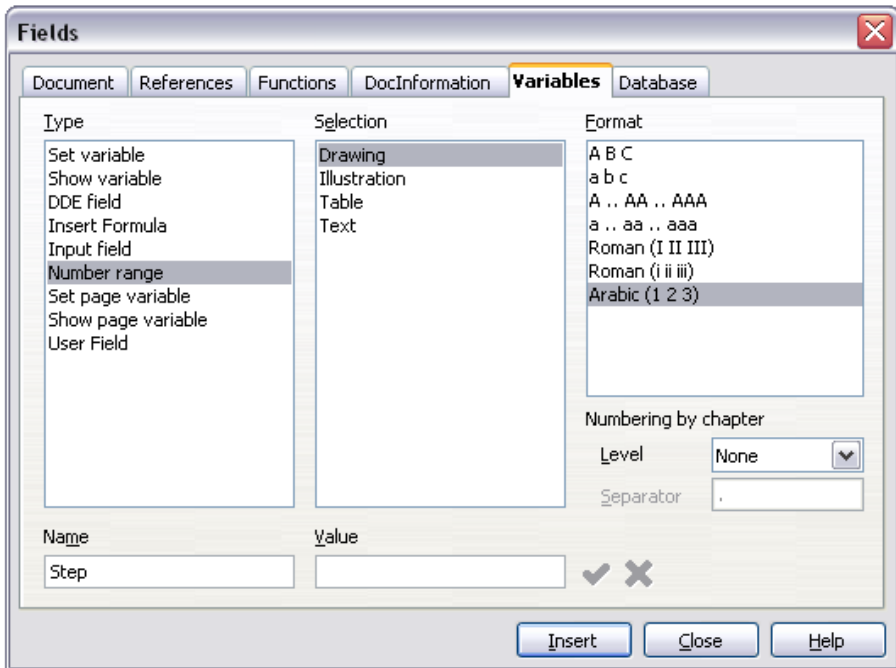 Fields
Document References Functions DocInformation Variables Database
Type
Set variable
Show variable
DDE field
Insert Formula
Input field
Number range
Set page variable
Show page variable
User Field
Selection
Drawing
Illustration
Table
Text
Format
A B C
a b c
A .. AA .. AAA
a .. aa .. aaa
Roman (I II III)
Roman (i ii iii)
Arabic (1 2 3)
Numbering by chapter
Level None
Separator .
Name
Step
Value
Insert Close Help